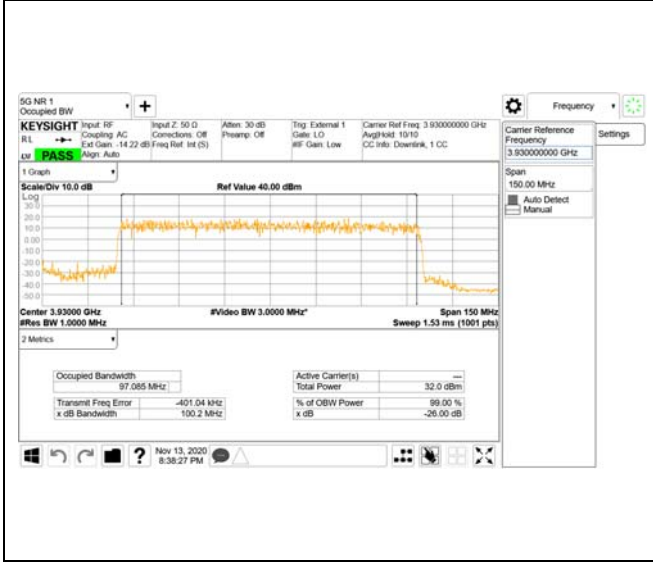 5G NR 1
Occupied BW
Frequency
KEYSIGHT
Input: RF
Input Z: 50 Ω
Atten: 30 dB
Trig: External 1
Carrier Ref Freq: 3.930000000 GHz
R L
Coupling: AC
Corrections: Off
Preamp: Off
Gate: LO
Avg|Hold: 10/10
Ext Gain: -14.22 dB
Freq Ref: Int (S)
#IF Gain: Low
CC Info: Downlink, 1 CC
PASS
Align: Auto
Carrier Reference
Frequency
3.930000000 GHz
Settings
Span
150.00 MHz
Auto Detect
Manual
1 Graph
Scale/Div 10.0 dB
Ref Value 40.00 dBm
Log
30.0
20.0
10.0
0.00
-10.0
-20.0
-30.0
-40.0
-50.0
Center 3.93000 GHz
#Video BW 3.0000 MHz*
Span 150 MHz
#Res BW 1.0000 MHz
Sweep 1.53 ms (1001 pts)
2 Metrics
Occupied Bandwidth
97.085 MHz
Active Carrier(s)
---
Total Power
32.0 dBm
Transmit Freq Error
-401.04 kHz
% of OBW Power
99.00 %
x dB Bandwidth
100.2 MHz
x dB
-26.00 dB
?
Nov 13, 2020
8:38:27 PM